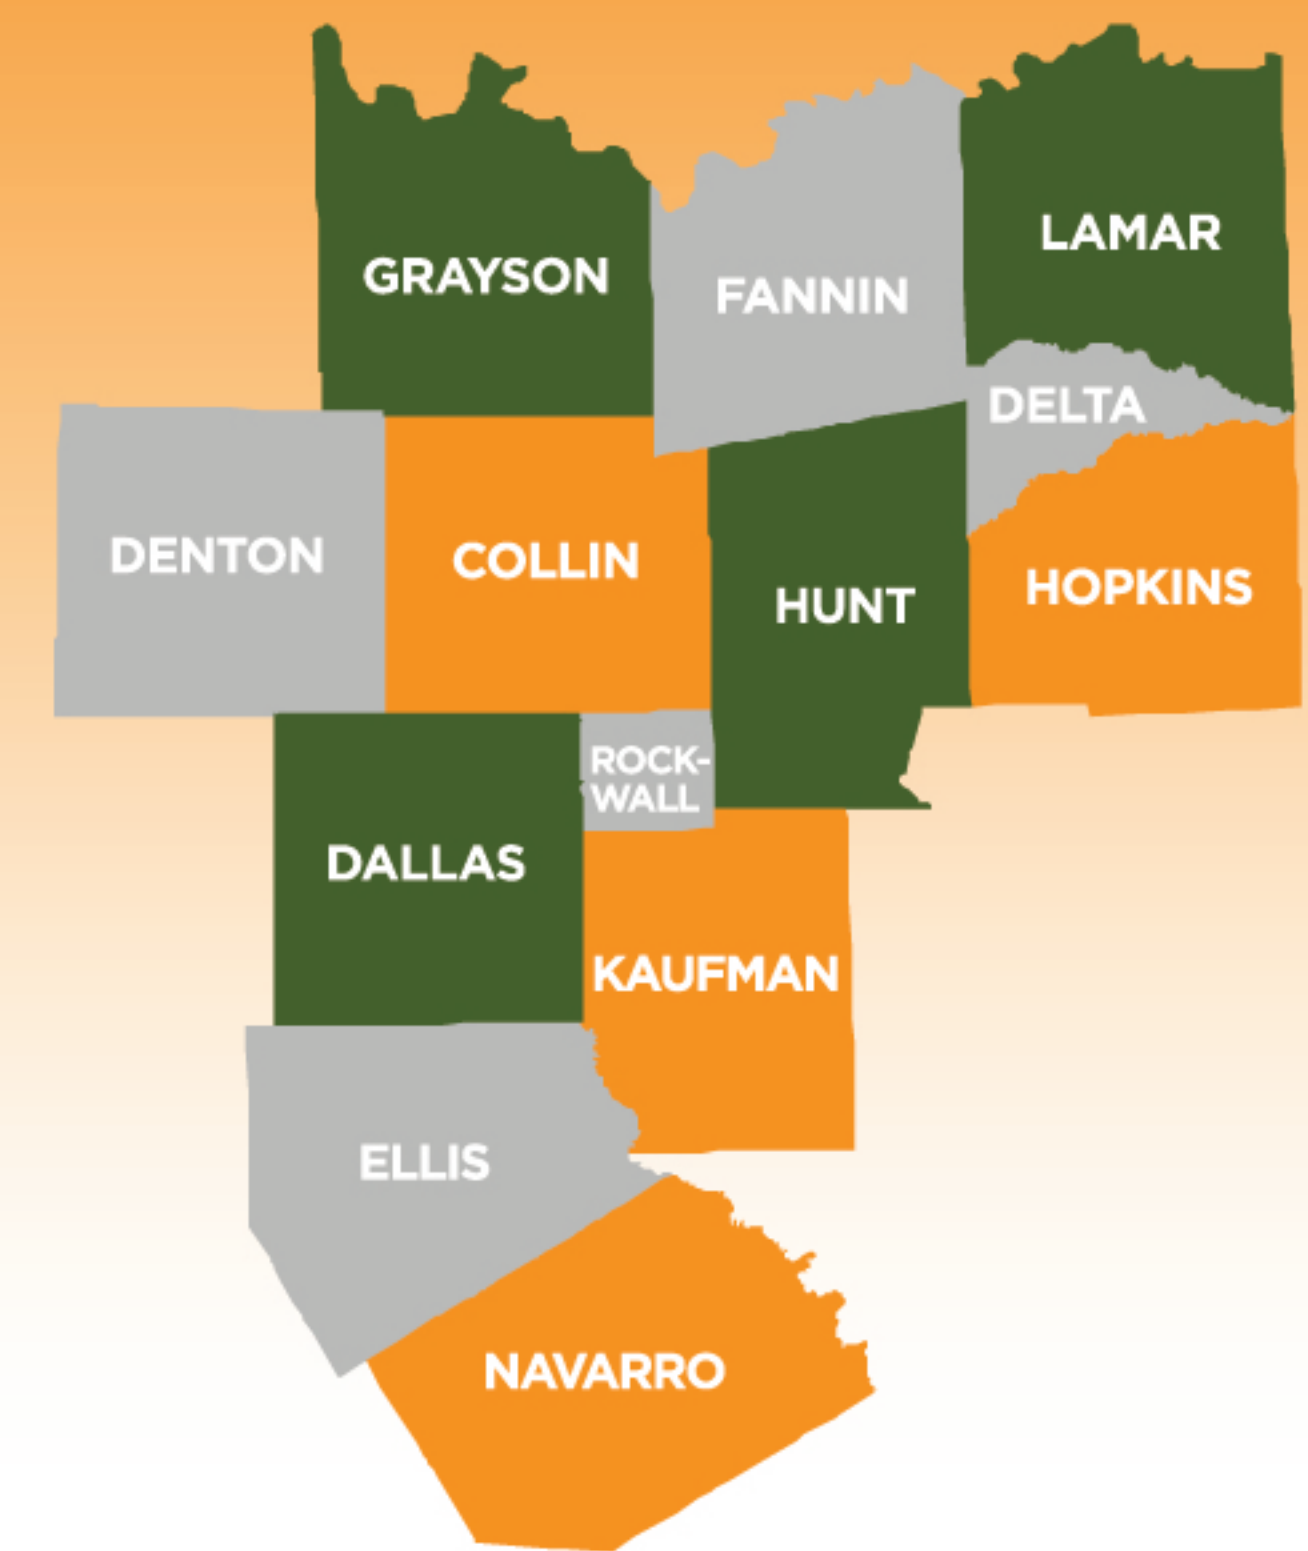 LAMAR
GRAYSON
FANNIN
DELTA
DENTON
COLLIN
HUNT
HOPKINS
ROCK-
WALL
DALLAS
KAUFMAN
ELLIS
NAVARRO